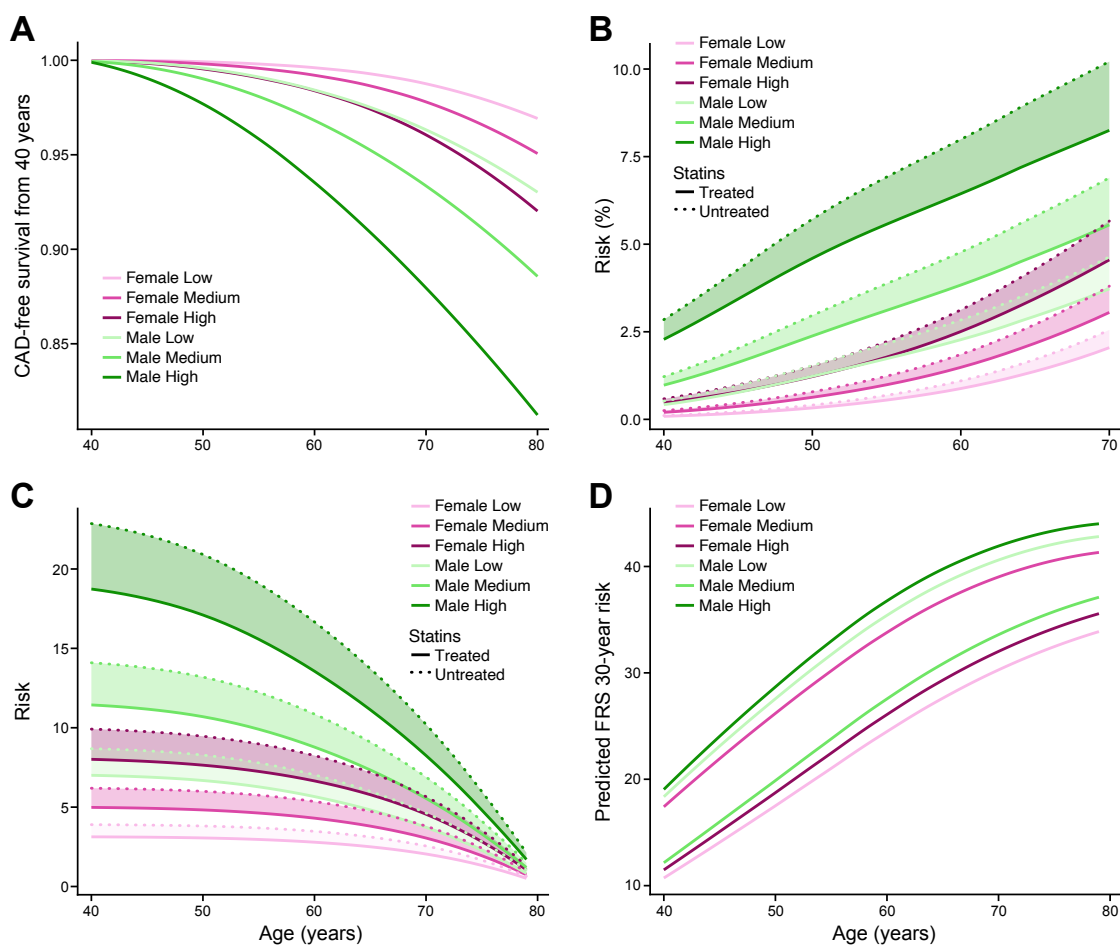 A
CAD-free survival from 40 years
1.00
0.95
0.90
0.85
Female Low
Female Medium
Female High
Male Low
Male Medium
Male High
40
50
60
70
80
B
Risk (%)
10.0
7.5
5.0
2.5
0.0
Female Low
Female Medium
Female High
Male Low
Male Medium
Male High
Statins
Treated
Untreated
40
50
60
70
C
Risk
20
15
10
5
0
Female Low
Female Medium
Female High
Male Low
Male Medium
Male High
Statins
Treated
Untreated
40
50
60
70
80
Age (years)
D
Predicted FRS 30-year risk
40
30
20
10
Female Low
Female Medium
Female High
Male Low
Male Medium
Male High
40
50
60
70
80
Age (years)